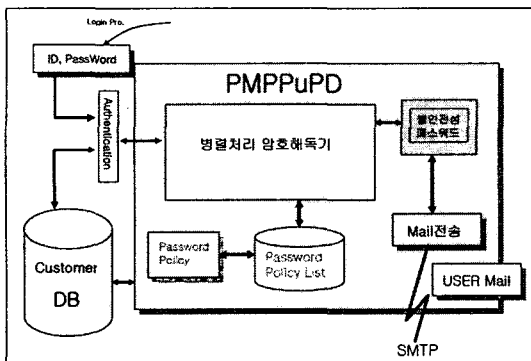 Login Pro.
ID, PassWord
PMPPuPD
Authentication
병렬처리 암호해독기
불안전성
패스워드
Customer
DB
Password
Policy
Password
Policy List
Mail전송
USER Mail
SMTP